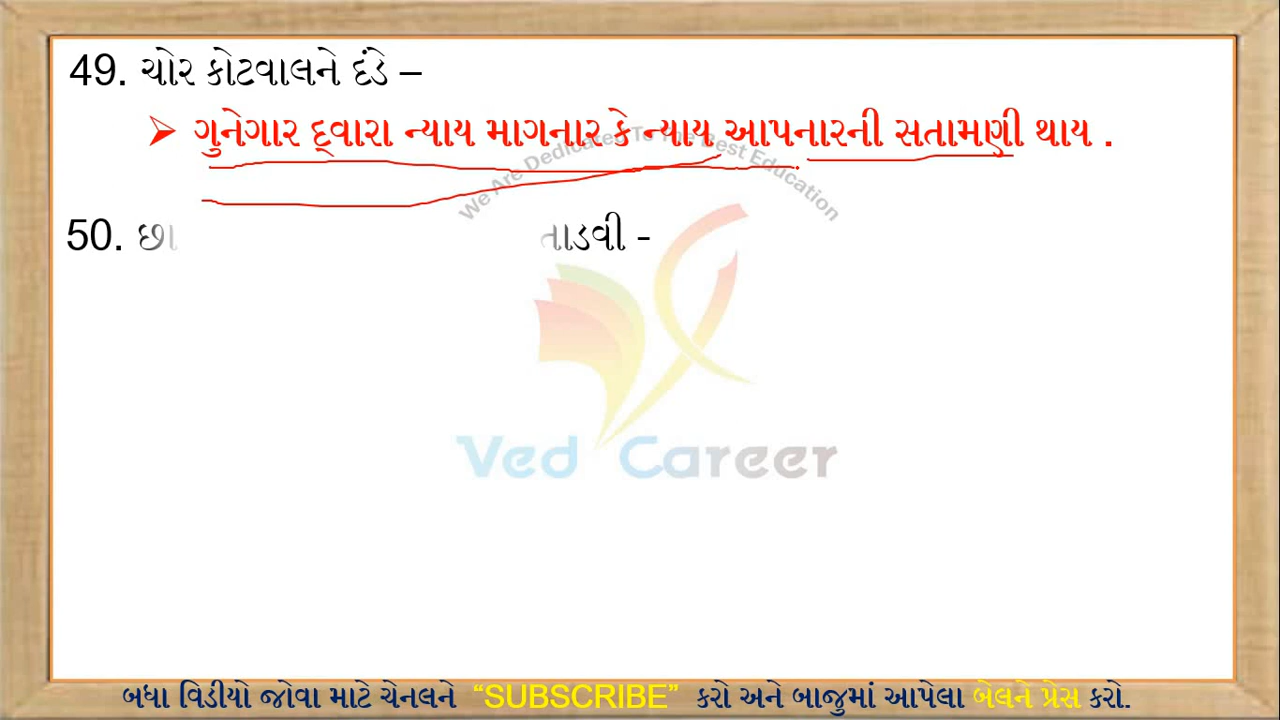 49. ચોર કોટવાલને દંડે –
➢ ગુનેગાર દ્વારા ન્યાય માગનાર કે ન્યાય આપનારની સતામણી થાય .
We Are Dedicated To The Best Education
50. છા તાડવી -
Ved Career
બધા વિડીયો જોવા માટે ચેનલને “SUBSCRIBE” કરો અને બાજુમાં આપેલા બેલને પ્રેસ કરો.